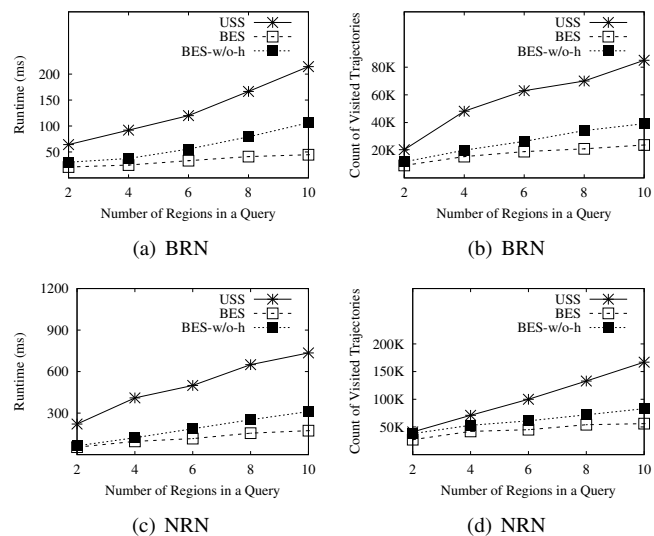 USS
BES
BES-w/o-h
Runtime (ms)
200
150
100
50
2 4 6 8 10
Number of Regions in a Query
(a) BRN
USS
BES
BES-w/o-h
Count of Visited Trajectories
80K
60K
40K
20K
2 4 6 8 10
Number of Regions in a Query
(b) BRN
USS
BES
BES-w/o-h
Runtime (ms)
1200
900
600
300
2 4 6 8 10
Number of Regions in a Query
(c) NRN
USS
BES
BES-w/o-h
Count of Visited Trajectories
200K
150K
100K
50K
2 4 6 8 10
Number of Regions in a Query
(d) NRN